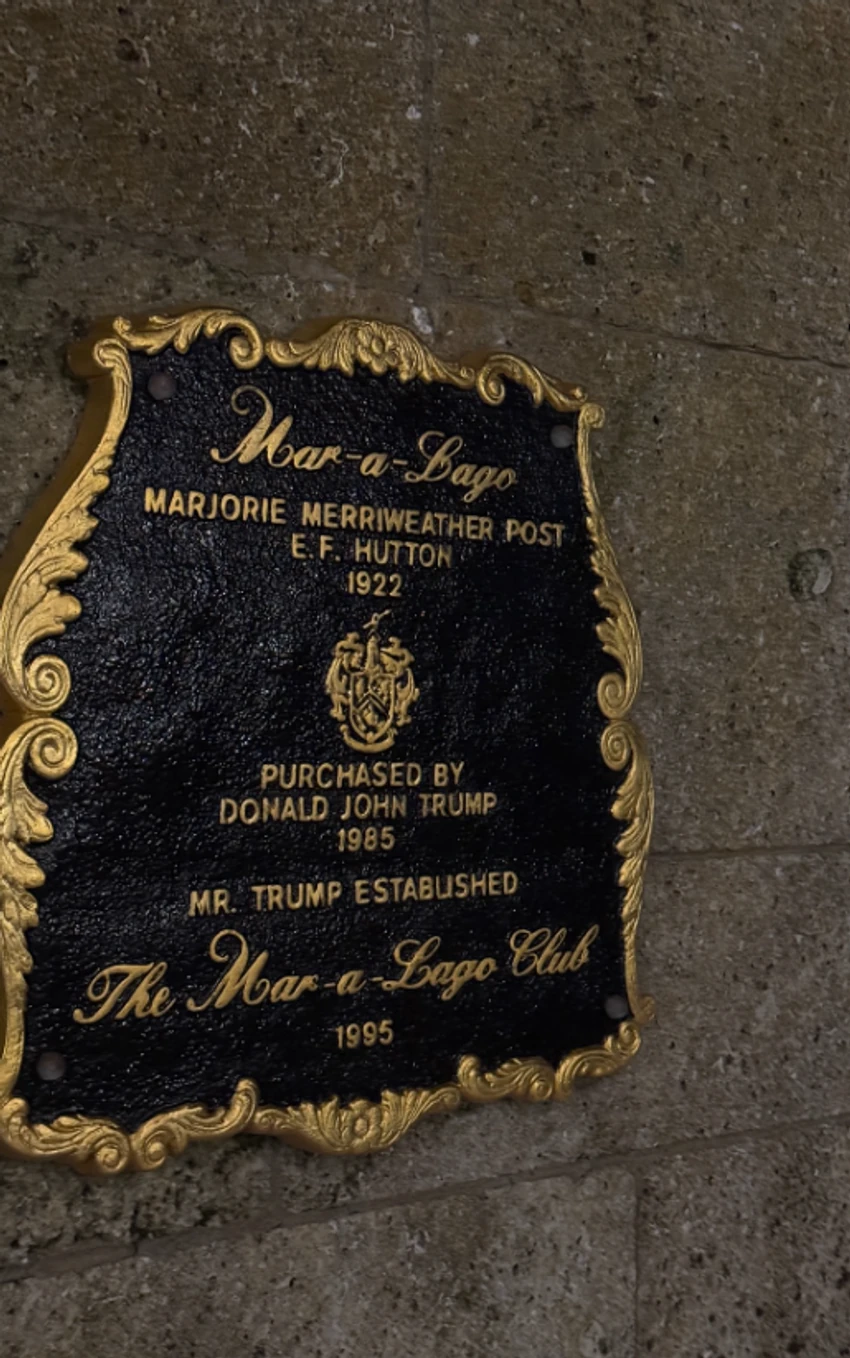 Mar-a-Lago
MARJORIE MERRIWEATHER POST
E.F. HUTTON
1922
PURCHASED BY
DONALD JOHN TRUMP
1985
MR. TRUMP ESTABLISHED
The Mar-a-Lago Club
1995